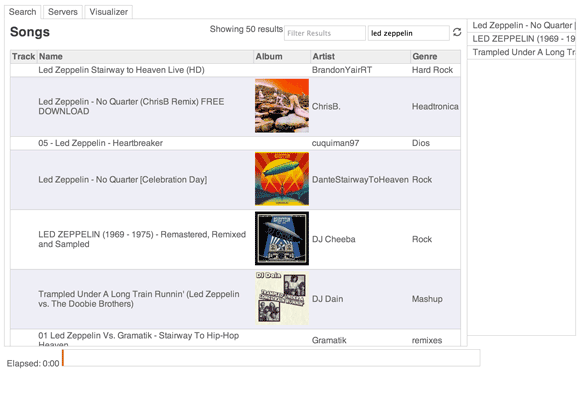 Search Servers Visualizer
Songs Showing 50 results Filter Results led zeppelin
Led Zeppelin - No Quarter [
LED ZEPPELIN (1969 - 19
Trampled Under A Long Tr
Track Name Album Artist Genre
Led Zeppelin Stairway to Heaven Live (HD) BrandonYairRT Hard Rock
Led Zeppelin - No Quarter (ChrisB Remix) FREE
DOWNLOAD
ChrisB. Headtronica
05 - Led Zeppelin - Heartbreaker cuquiman97 Dios
Led Zeppelin - No Quarter [Celebration Day] DanteStairwayToHeaven Rock
LED ZEPPELIN (1969 - 1975) - Remastered, Remixed
and Sampled
DJ Cheeba Rock
Trampled Under A Long Train Runnin' (Led Zeppelin
vs. The Doobie Brothers)
DJ Dain
DJ Dain Mashup
01 Led Zeppelin Vs. Gramatik - Stairway To Hip-Hop
Heaven
Gramatik remixes
Elapsed: 0:00